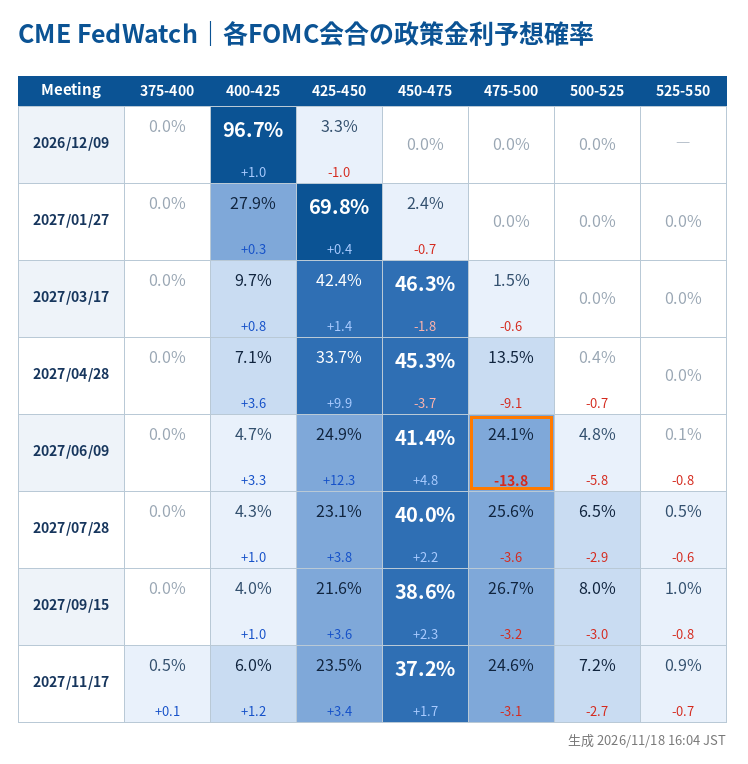 CME FedWatch｜各FOMC会合の政策金利予想確率
Meeting 375-400 400-425 425-450 450-475 475-500 500-525 525-550
2026/12/09 0.0% 96.7% 3.3% 0.0% 0.0% 0.0% —
+1.0 -1.0
2027/01/27 0.0% 27.9% 69.8% 2.4% 0.0% 0.0% 0.0%
+0.3 +0.4 -0.7
2027/03/17 0.0% 9.7% 42.4% 46.3% 1.5% 0.0% 0.0%
+0.8 +1.4 -1.8 -0.6
2027/04/28 0.0% 7.1% 33.7% 45.3% 13.5% 0.4% 0.0%
+3.6 +9.9 -3.7 -9.1 -0.7
2027/06/09 0.0% 4.7% 24.9% 41.4% 24.1% 4.8% 0.1%
+3.3 +12.3 +4.8 -13.8 -5.8 -0.8
2027/07/28 0.0% 4.3% 23.1% 40.0% 25.6% 6.5% 0.5%
+1.0 +3.8 +2.2 -3.6 -2.9 -0.6
2027/09/15 0.0% 4.0% 21.6% 38.6% 26.7% 8.0% 1.0%
+1.0 +3.6 +2.3 -3.2 -3.0 -0.8
2027/11/17 0.5% 6.0% 23.5% 37.2% 24.6% 7.2% 0.9%
+0.1 +1.2 +3.4 +1.7 -3.1 -2.7 -0.7
生成 2026/11/18 16:04 JST